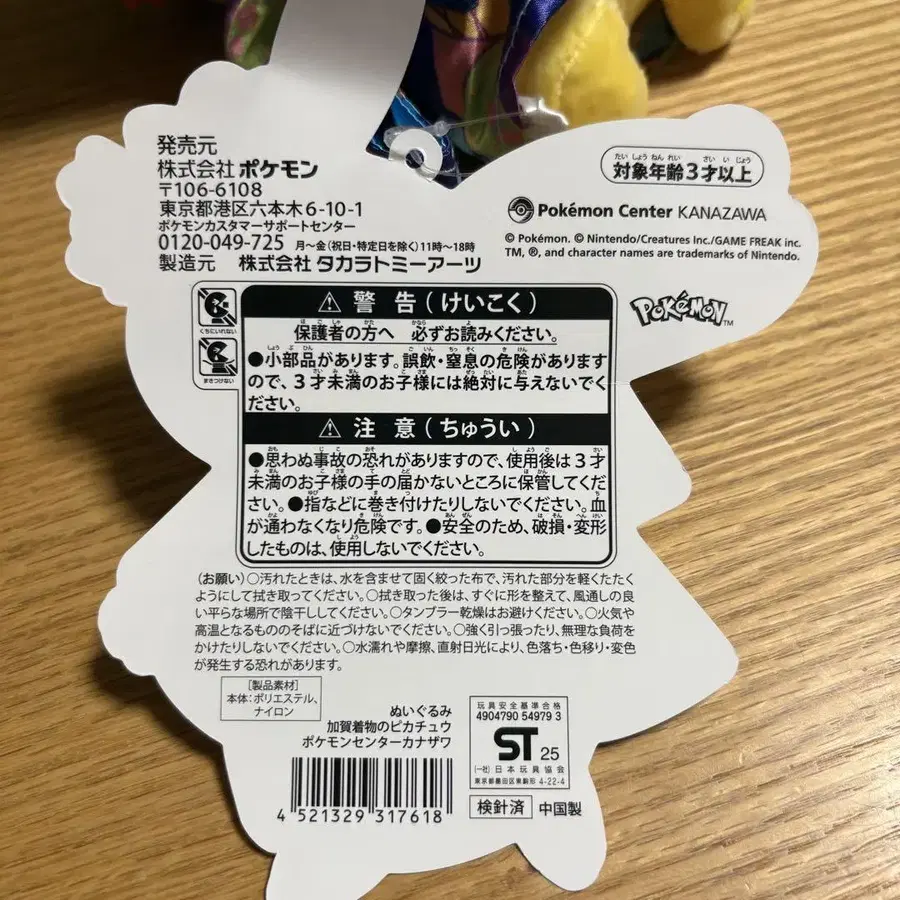 発売元
株式会社 ポケモン
〒106-6108
東京都港区六本木6-10-1
ポケモンカスタマーサポートセンター
0120-049-725 月〜金(祝日・特定日を除く)11時〜18時
製造元 株式会社 タカラトミーアーツ
対象年齢3才以上
Pokémon Center KANAZAWA
© Pokémon. © Nintendo/Creatures Inc./GAME FREAK inc.
TM, ®, and character names are trademarks of Nintendo.
POKéMON™
くちにいれない
まきつけない
⚠ 警告(けいこく)
保護者の方へ 必ずお読みください。
●小部品があります。誤飲・窒息の危険があります
ので、3才未満のお子様には絶対に与えないでく
ださい。
⚠ 注意(ちゅうい)
●思わぬ事故の恐れがありますので、使用後は3才
未満のお子様の手の届かないところに保管してくだ
さい。●指などに巻き付けたりしないでください。血
が通わなくなり危険です。●安全のため、破損・変形
したものは、使用しないでください。
(お願い)○汚れたときは、水を含ませて固く絞った布で、汚れた部分を軽くたたく
ようにして拭き取ってください。○拭き取った後は、すぐに形を整えて、風通しの良
い平らな場所で陰干ししてください。○タンブラー乾燥はお避けください。○火気や
高温となるもののそばに近づけないでください。○強く引っ張ったり、無理な負荷を
かけたりしないでください。○水濡れや摩擦、直射日光により、色落ち・色移り・変色
が発生する恐れがあります。
[製品素材]
本体:ポリエステル、
ナイロン
ぬいぐるみ
加賀着物のピカチュウ
ポケモンセンターカナザワ
4 521329 317618
玩具安全基準合格
4904790 54979 3
ST 25
(一社)日本玩具協会
東京都墨田区東駒形 4-22-4
検針済 中国製